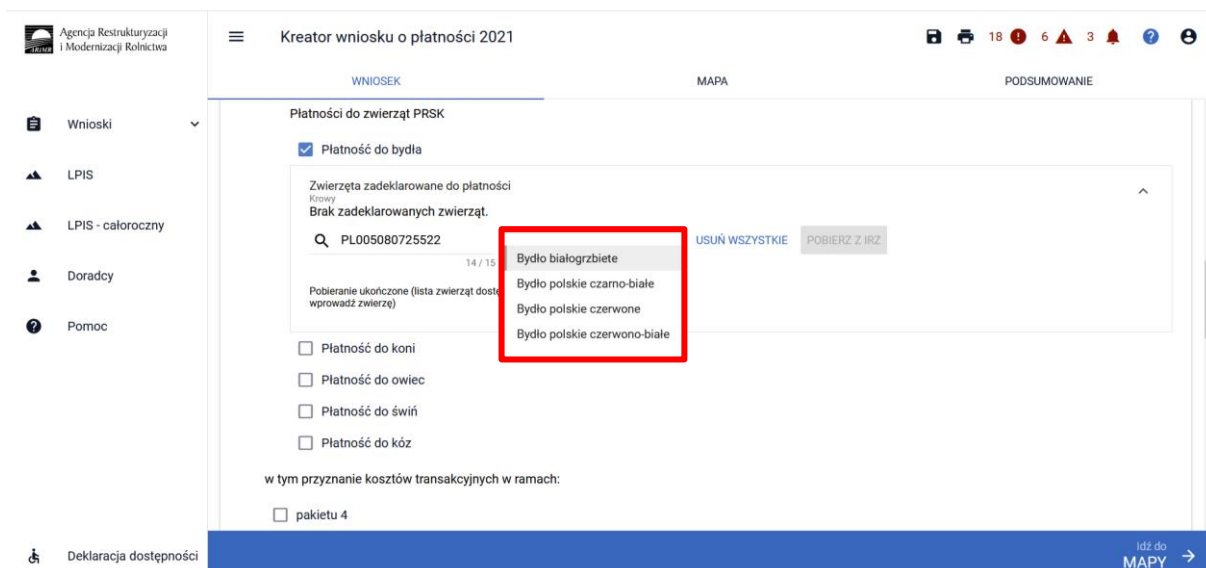 Agencja Restrukturyzacji
i Modernizacji Rolnictwa
ARiMR
Kreator wniosku o płatności 2021
18 6 3
WNIOSEK MAPA PODSUMOWANIE
Wnioski
LPIS
LPIS - całoroczny
Doradcy
Pomoc
Deklaracja dostępności
Płatności do zwierząt PRSK
Płatność do bydła
Zwierzęta zadeklarowane do płatności
Krowy
Brak zadeklarowanych zwierząt.
PL005080725522
14 / 15
USUŃ WSZYSTKIE POBIERZ Z IRZ
Bydło białogrzbiete
Bydło polskie czarno-białe
Bydło polskie czerwone
Bydło polskie czerwono-białe
Pobieranie ukończone (lista zwierząt dostę
wprowadź zwierzę)
Płatność do koni
Płatność do owiec
Płatność do świń
Płatność do kóz
w tym przyznanie kosztów transakcyjnych w ramach:
pakietu 4
Idź do
MAPY